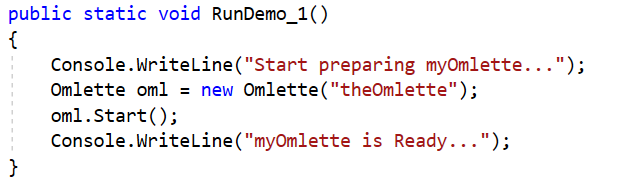 public static void RunDemo_1()
{
Console.WriteLine("Start preparing myOmlette...");
Omlette oml = new Omlette("theOmlette");
oml.Start();
Console.WriteLine("myOmlette is Ready...");
}